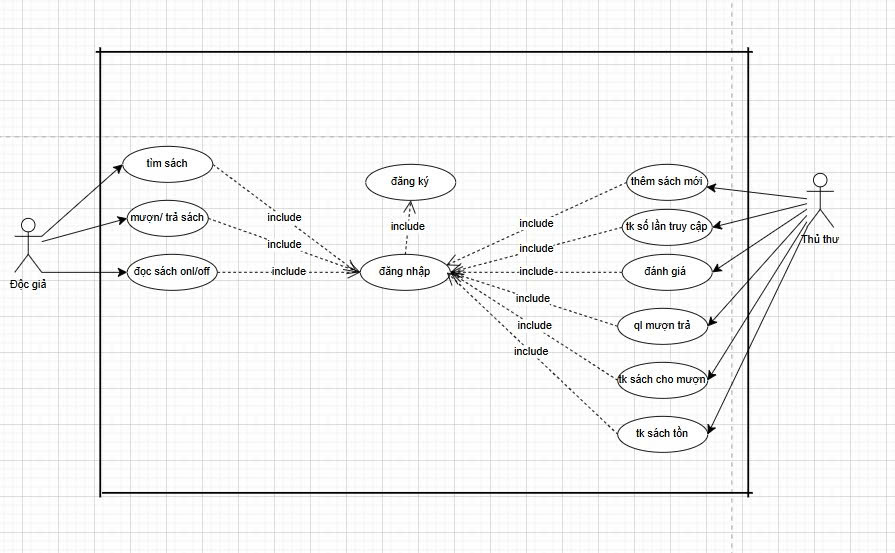 tìm sách
đăng ký
thêm sách mới
mượn/ trả sách
include
include
include
tk số lần truy cập
Độc giả
Thủ thư
include
include
đọc sách onl/off
include
đăng nhập
include
đánh giá
include
ql mượn trả
include
include
tk sách cho mượn
tk sách tồn